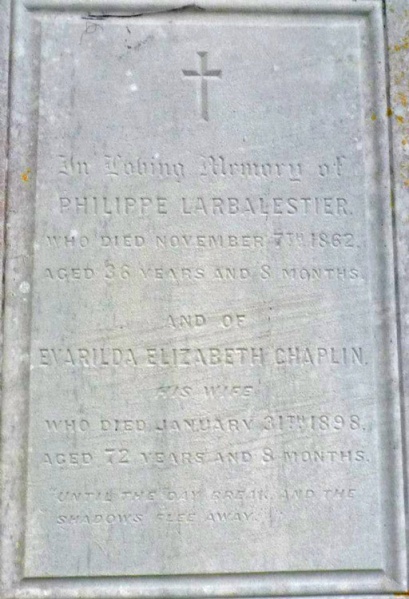 In Loving Memory of
PHILIPPE LARBALESTIER.
WHO DIED NOVEMBER 7TH 1862.
AGED 36 YEARS AND 8 MONTHS.
AND OF
EVARILDA ELIZABETH CHAPLIN.
HIS WIFE
WHO DIED JANUARY 31TH 1898.
AGED 72 YEARS AND 8 MONTHS.
"UNTIL THE DAY BREAK, AND THE
SHADOWS FLEE AWAY."